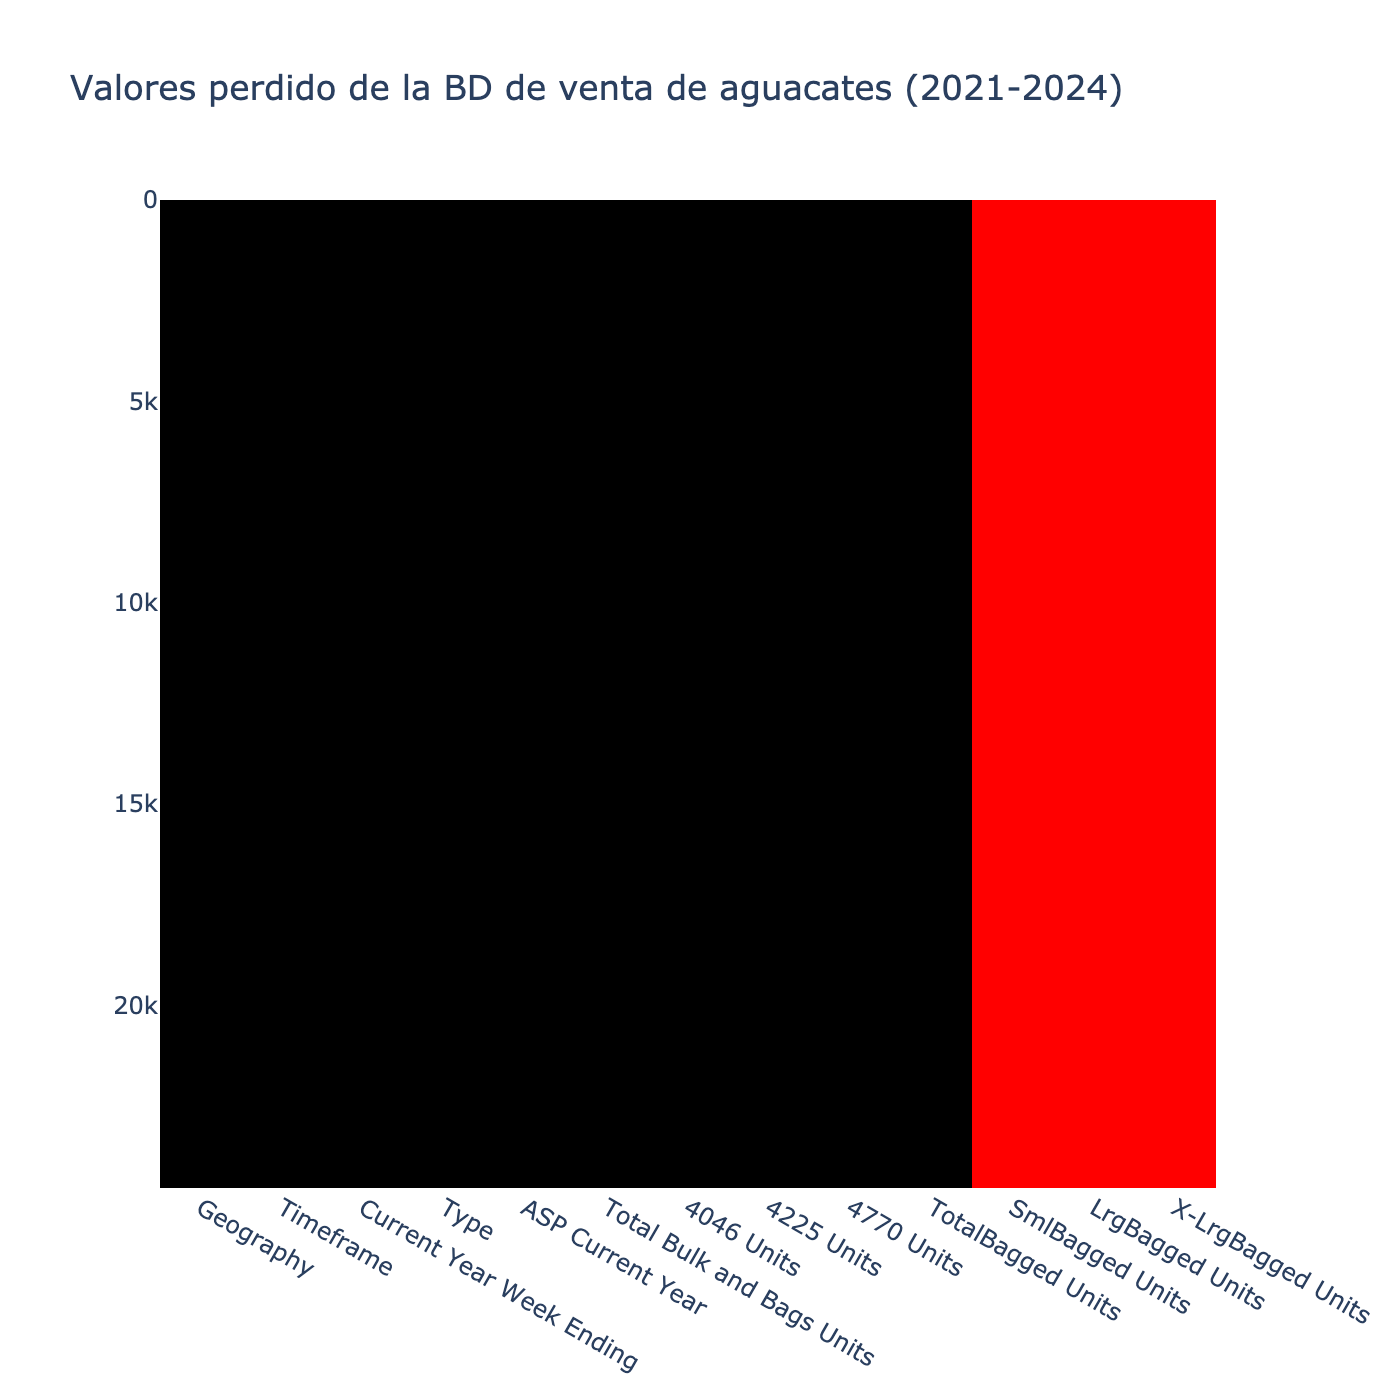 Valores perdido de la BD de venta de aguacates (2021-2024)
0
5k
10k
15k
20k
Geography
Timeframe
Current Year Week Ending
Type
ASP Current Year
Total Bulk and Bags Units
4046 Units
4225 Units
4770 Units
TotalBagged Units
SmlBagged Units
LrgBagged Units
X-LrgBagged Units